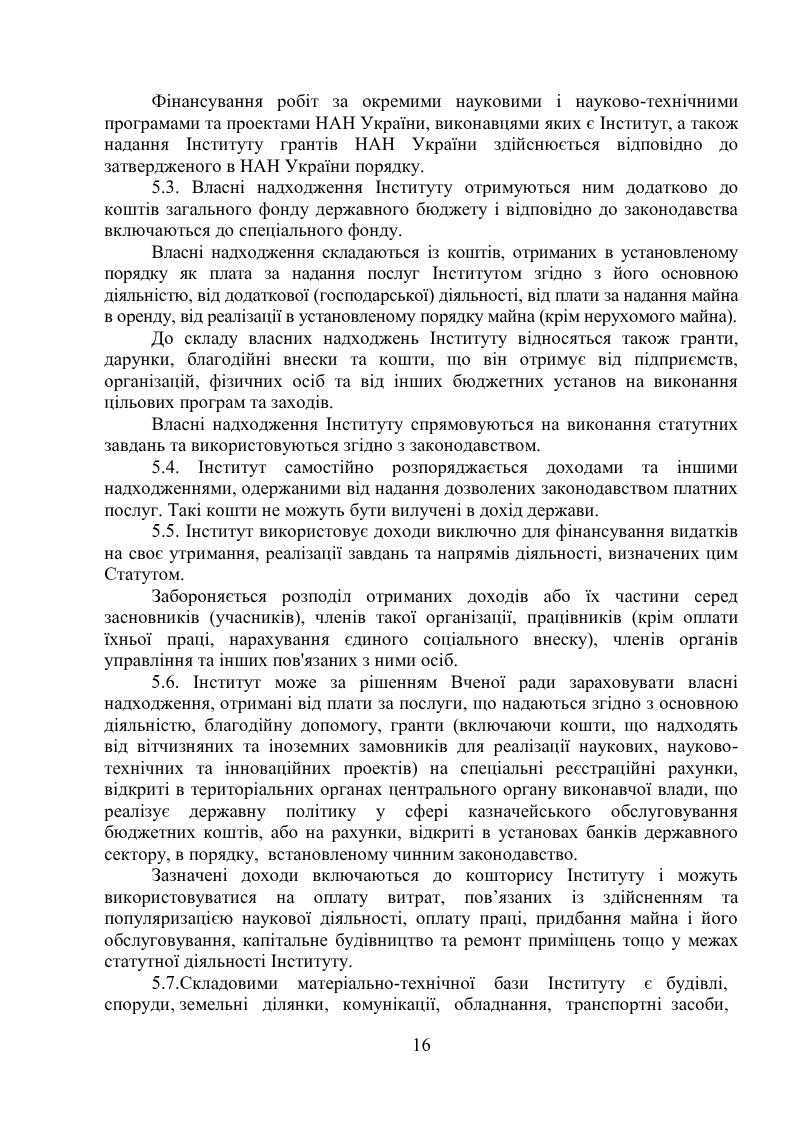 Фінансування робіт за окремими науковими і науково-технічними
програмами та проектами НАН України, виконавцями яких є Інститут, а також
надання Інституту грантів НАН України здійснюється відповідно до
затвердженого в НАН України порядку.
5.3. Власні надходження Інституту отримуються ним додатково до
коштів загального фонду державного бюджету і відповідно до законодавства
включаються до спеціального фонду.
Власні надходження складаються із коштів, отриманих в установленому
порядку як плата за надання послуг Інститутом згідно з його основною
діяльністю, від додаткової (господарської) діяльності, від плати за надання майна
в оренду, від реалізації в установленому порядку майна (крім нерухомого майна).
До складу власних надходжень Інституту відносяться також гранти,
дарунки, благодійні внески та кошти, що він отримує від підприємств,
організацій, фізичних осіб та від інших бюджетних установ на виконання
цільових програм та заходів.
Власні надходження Інституту спрямовуються на виконання статутних
завдань та використовуються згідно з законодавством.
5.4. Інститут самостійно розпоряджається доходами та іншими
надходженнями, одержаними від надання дозволених законодавством платних
послуг. Такі кошти не можуть бути вилучені в дохід держави.
5.5. Інститут використовує доходи виключно для фінансування видатків
на своє утримання, реалізації завдань та напрямів діяльності, визначених цим
Статутом.
Забороняється розподіл отриманих доходів або їх частини серед
засновників (учасників), членів такої організації, працівників (крім оплати
їхньої праці, нарахування єдиного соціального внеску), членів органів
управління та інших пов'язаних з ними осіб.
5.6. Інститут може за рішенням Вченої ради зараховувати власні
надходження, отримані від плати за послуги, що надаються згідно з основною
діяльністю, благодійну допомогу, гранти (включаючи кошти, що надходять
від вітчизняних та іноземних замовників для реалізації наукових, науково-
технічних та інноваційних проектів) на спеціальні реєстраційні рахунки,
відкриті в територіальних органах центрального органу виконавчої влади, що
реалізує державну політику у сфері казначейського обслуговування
бюджетних коштів, або на рахунки, відкриті в установах банків державного
сектору, в порядку, встановленому чинним законодавство.
Зазначені доходи включаються до кошторису Інституту і можуть
використовуватися на оплату витрат, пов’язаних із здійсненням та
популяризацією наукової діяльності, оплату праці, придбання майна і його
обслуговування, капітальне будівництво та ремонт приміщень тощо у межах
статутної діяльності Інституту.
5.7.Складовими матеріально-технічної бази Інституту є будівлі,
споруди, земельні ділянки, комунікації, обладнання, транспортні засоби,
16